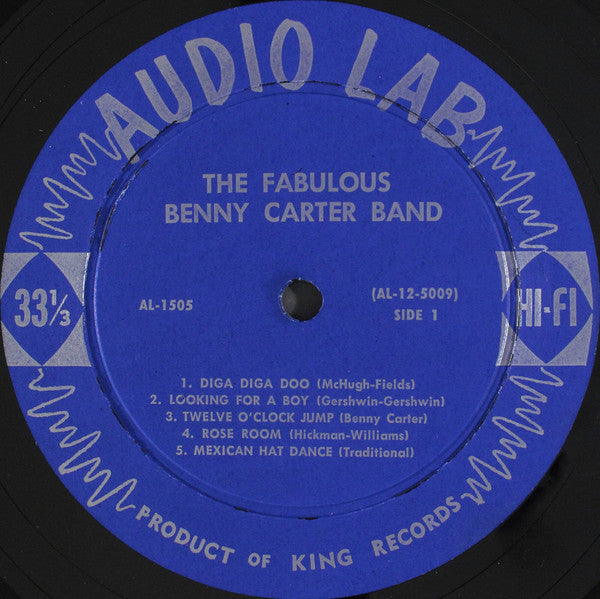 AUDIO LAB
THE FABULOUS
BENNY CARTER BAND
33⅓
HI-FI
AL-1505
(AL-12-5009)
SIDE 1
1. DIGA DIGA DOO (McHugh-Fields)
2. LOOKING FOR A BOY (Gershwin-Gershwin)
3. TWELVE O'CLOCK JUMP (Benny Carter)
4. ROSE ROOM (Hickman-Williams)
5. MEXICAN HAT DANCE (Traditional)
PRODUCT OF KING RECORDS